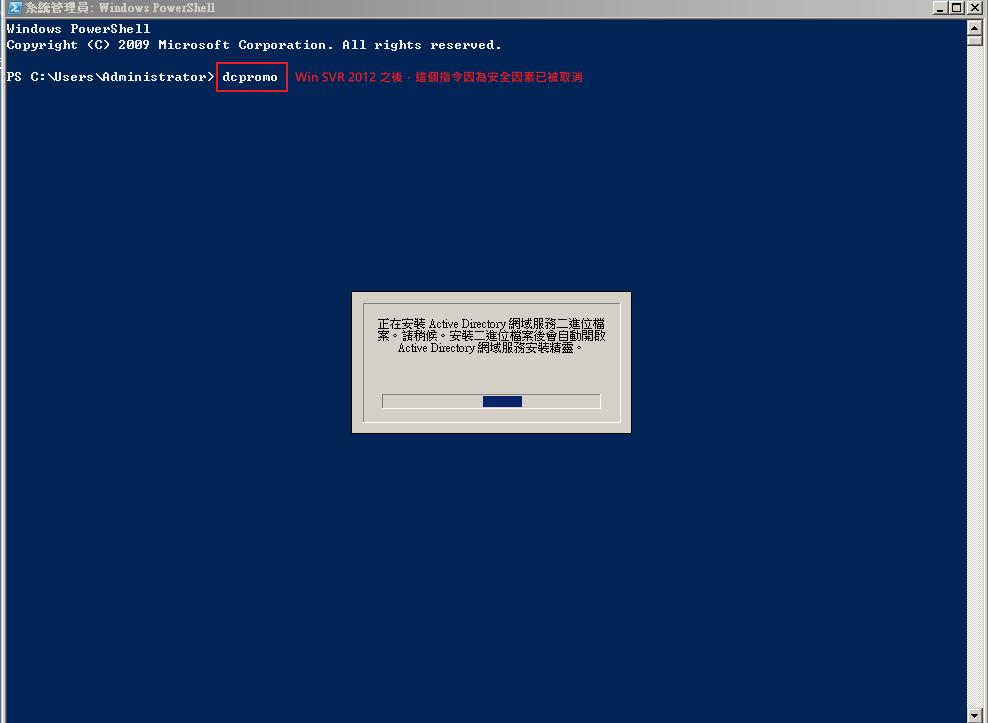 系統管理員: Windows PowerShell
Windows PowerShell
Copyright (C) 2009 Microsoft Corporation. All rights reserved.
PS C:\Users\Administrator> dcpromo Win SVR 2012 之後，這個指令因為安全因素已被取消
正在安裝 Active Directory 網域服務二進位檔
案。請稍候。安裝二進位檔案後會自動開啟
Active Directory 網域服務安裝精靈。